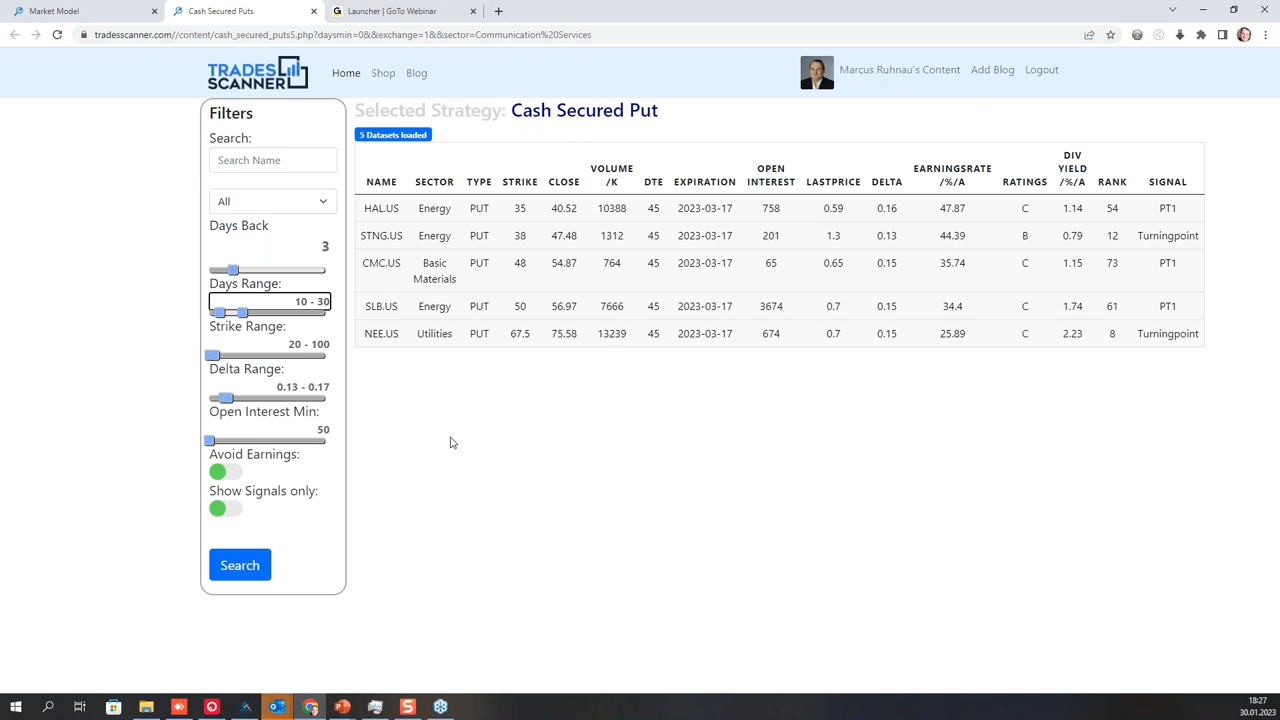 Market Model
Cash Secured Puts
Launcher | GoTo Webinar
tradesscanner.com//content/cash_secured_puts5.php?daysmin=0&&exchange=1&&sector=Communication%20Services
TRADES
SCANNER
Home Shop Blog
Marcus Ruhnau's Content Add Blog Logout
Filters
Search:
Search Name
All
Days Back
3
Days Range:
10 - 30
Strike Range:
20 - 100
Delta Range:
0.13 - 0.17
Open Interest Min:
50
Avoid Earnings:
Show Signals only:
Search
Selected Strategy: Cash Secured Put
5 Datasets loaded
NAME SECTOR TYPE STRIKE CLOSE VOLUME /K DTE EXPIRATION OPEN INTEREST LASTPRICE DELTA EARNINGSRATE /%/A RATINGS DIV YIELD /%/A RANK SIGNAL
HAL.US Energy PUT 35 40.52 10388 45 2023-03-17 758 0.59 0.16 47.87 C 1.14 54 PT1
STNG.US Energy PUT 38 47.48 1312 45 2023-03-17 201 1.3 0.13 44.39 B 0.79 12 Turningpoint
CMC.US Basic Materials PUT 48 54.87 764 45 2023-03-17 65 0.65 0.15 35.74 C 1.15 73 PT1
SLB.US Energy PUT 50 56.97 7666 45 2023-03-17 3674 0.7 0.15 34.4 C 1.74 61 PT1
NEE.US Utilities PUT 67.5 75.58 13239 45 2023-03-17 674 0.7 0.15 25.89 C 2.23 8 Turningpoint
18:27
30.01.2023